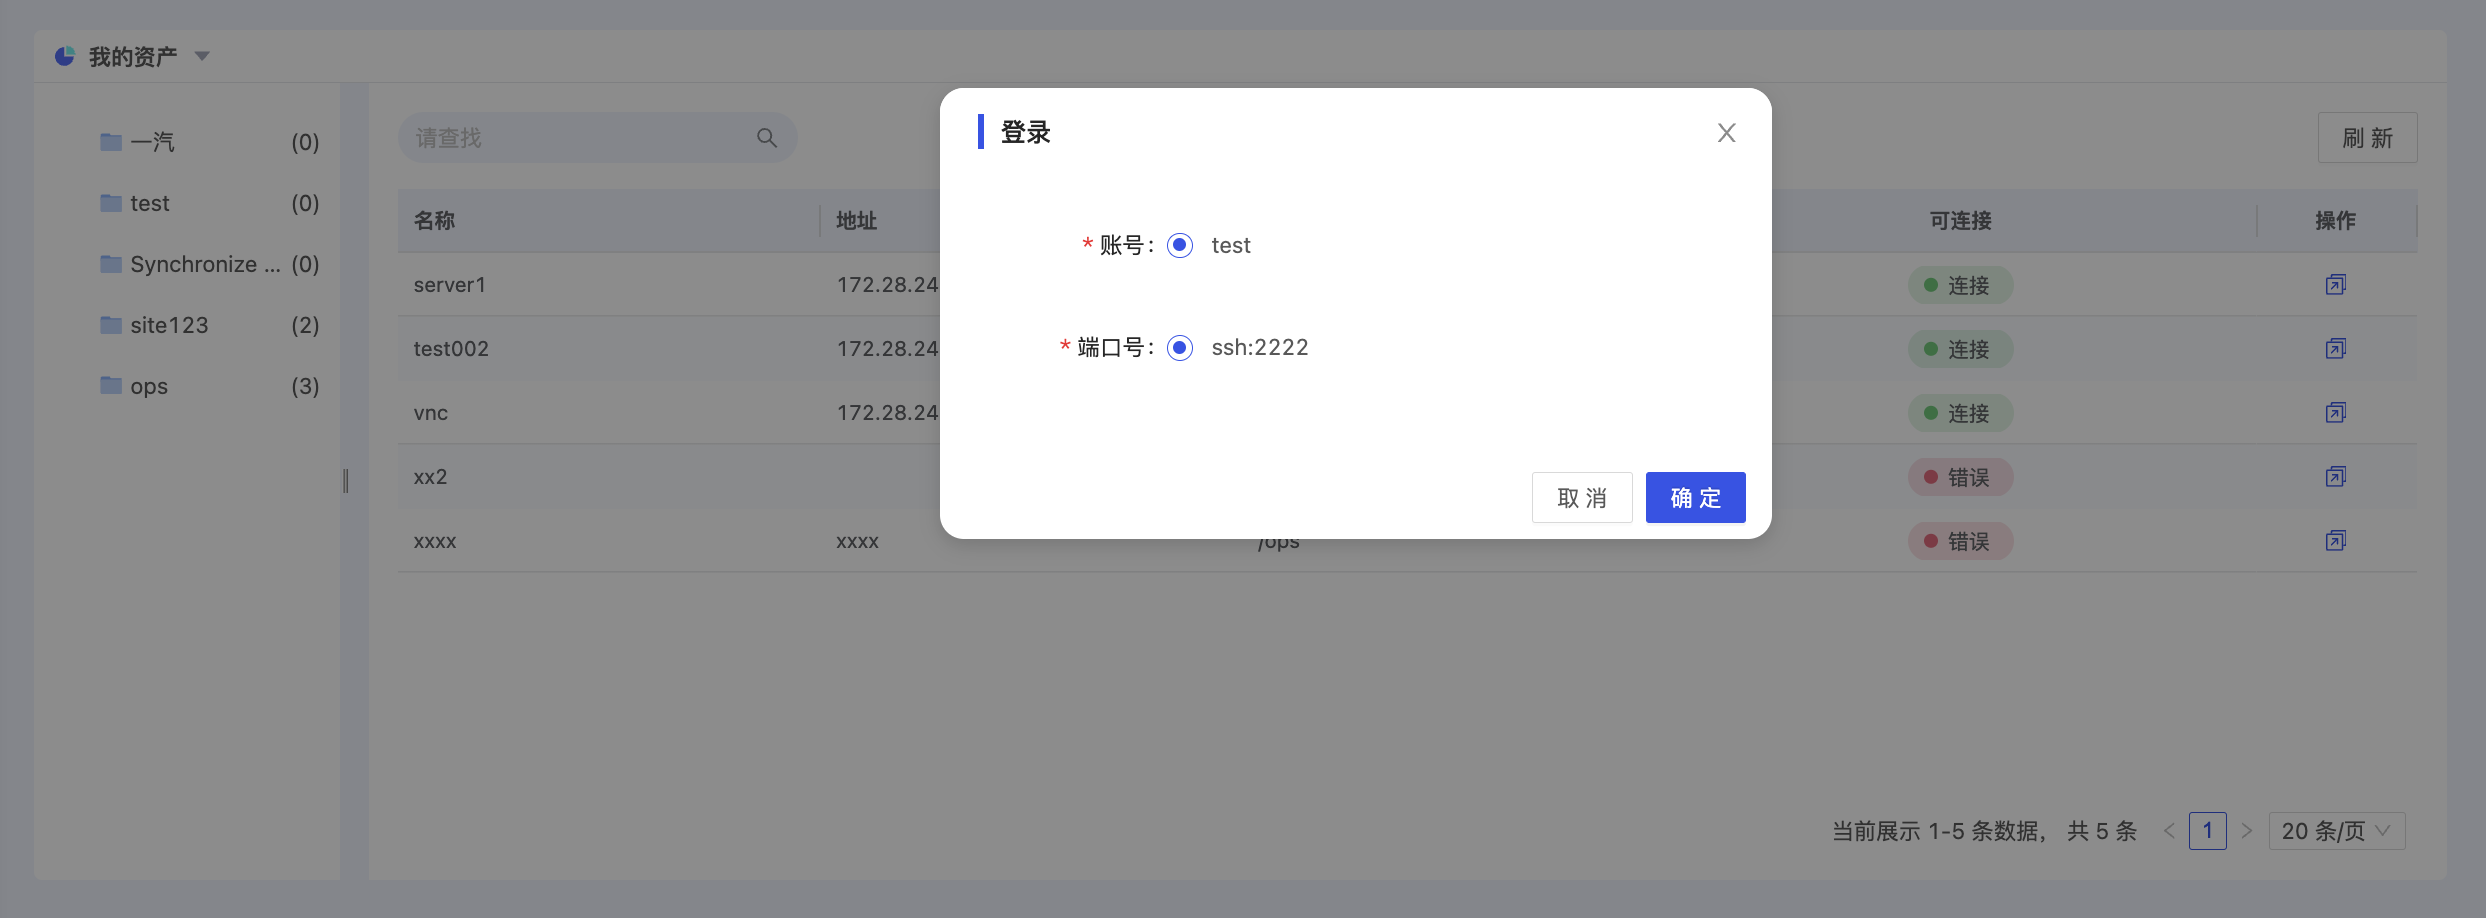 我的资产
一汽 (0)
test (0)
Synchronize ... (0)
site123 (2)
ops (3)
请查找
刷 新
名称 地址 可连接 操作
server1 172.28.24 连接
test002 172.28.24 连接
vnc 172.28.24 连接
xx2 错误
xxxx xxxx /ops 错误
登录
* 账号: test
* 端口号: ssh:2222
取 消 确 定
当前展示 1-5 条数据， 共 5 条 < 1 > 20 条/页